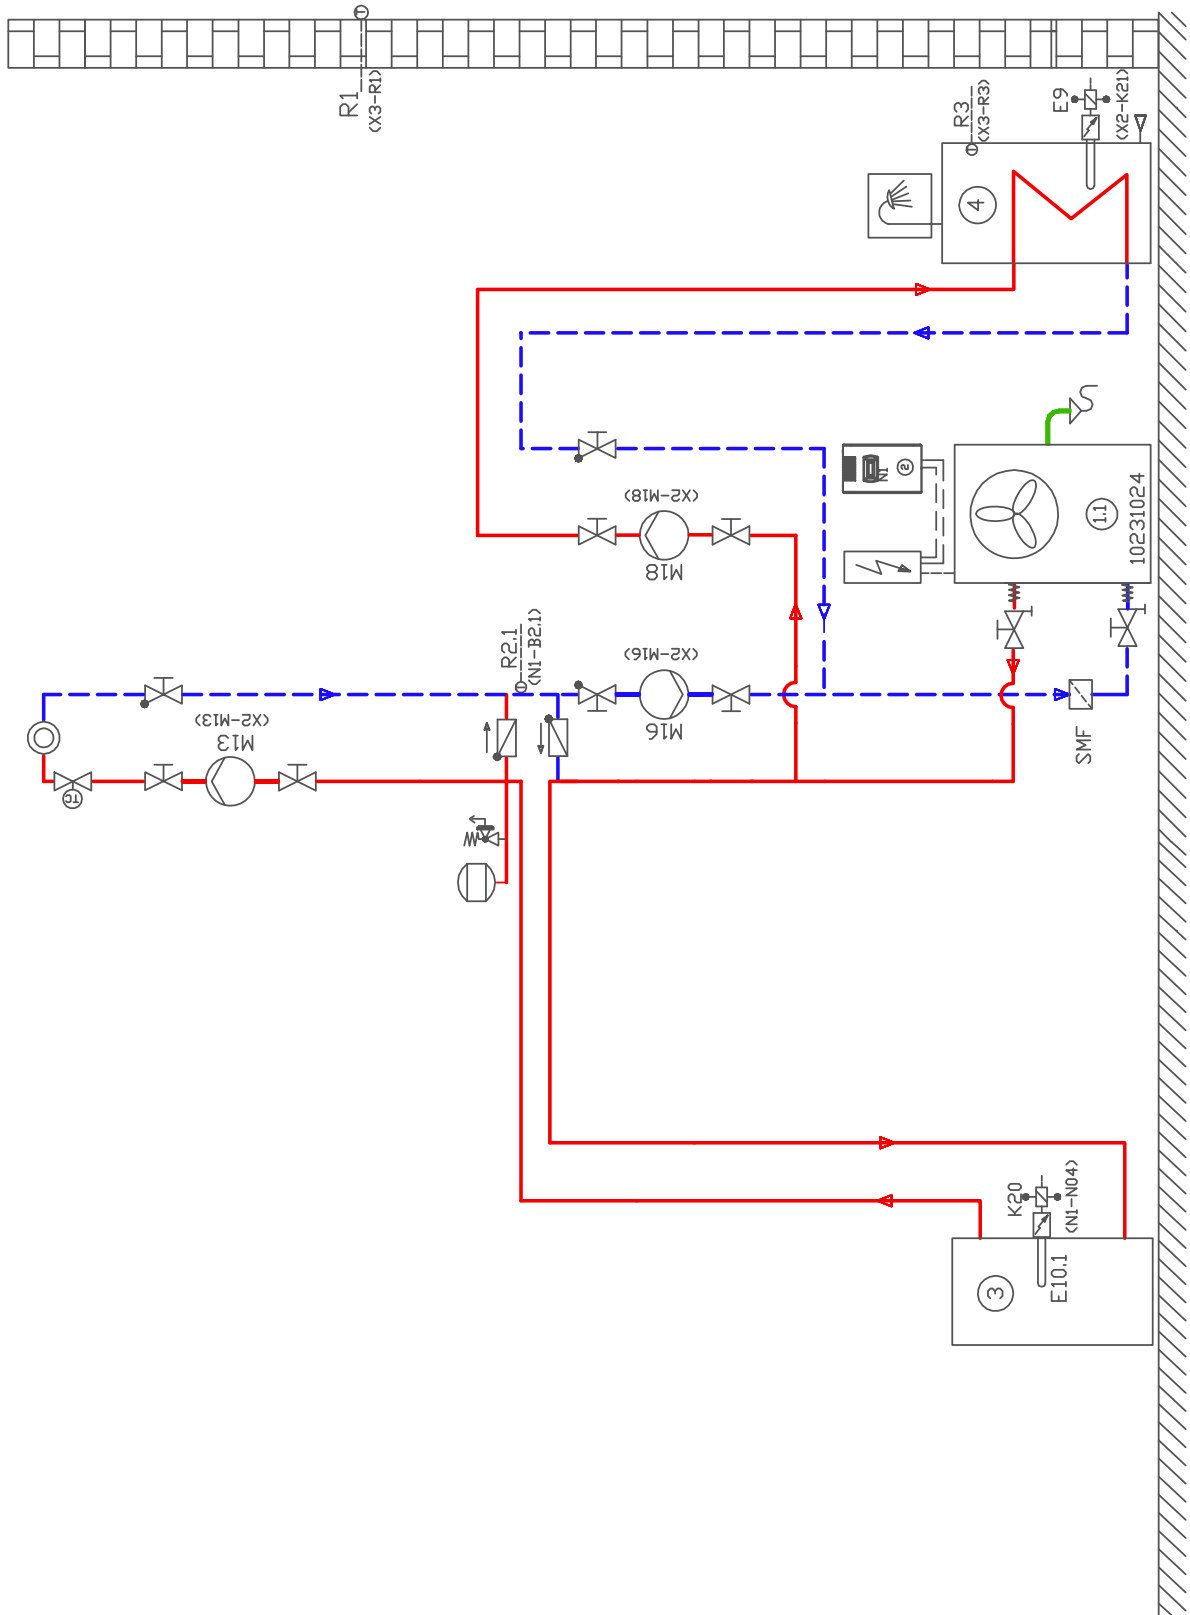 R1
(X3-R1)
R3
(X3-R3)
E9
(X2-K21)
4
N1
2
1.1
10231024
(X2-M18)
M18
R2.1
(N1-B2.1)
(X2-M16)
M16
(X2-M13)
M13
TC
SMF
K20
(N1-N04)
3
E10.1